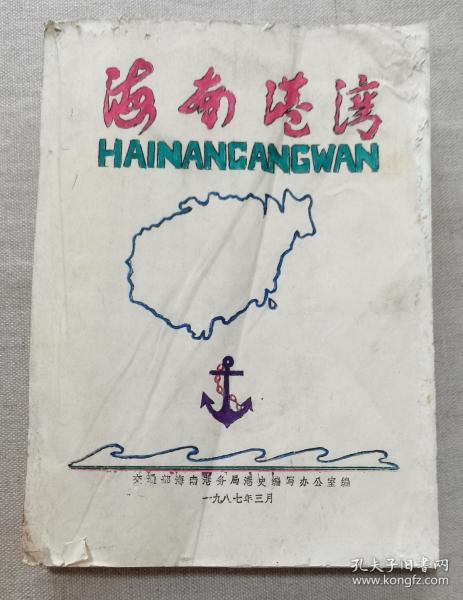 海南港湾
HAINANGANGWAN
交通部海南港务局港史编写办公室编
一九八七年三月
孔夫子旧书网
www.kongfz.com